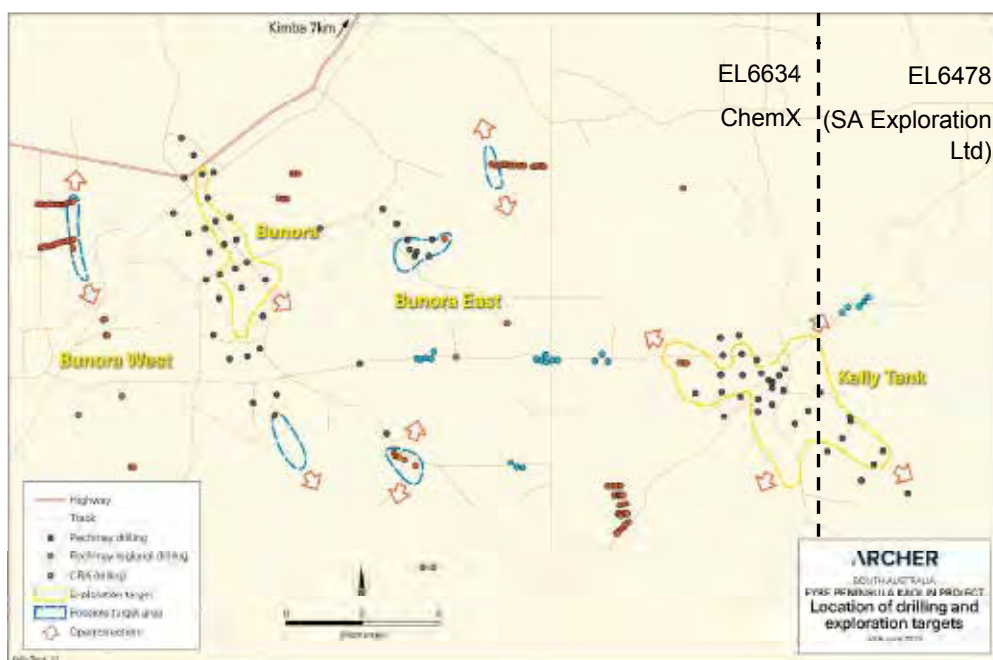 Kimba 7km
EL6634
EL6478
ChemX
(SA Exploration
Ltd)
Bunora
Bunora East
Bunora West
Kelly Tank
Highway
Track
Pechiney drilling
Pechiney regional drilling
CRA drilling
Exploration target
Possible target area
ARCHER
SOUTH AUSTRALIA
EYRE PENINSULA KAOLIN PROJECT
Location of drilling and
exploration targets